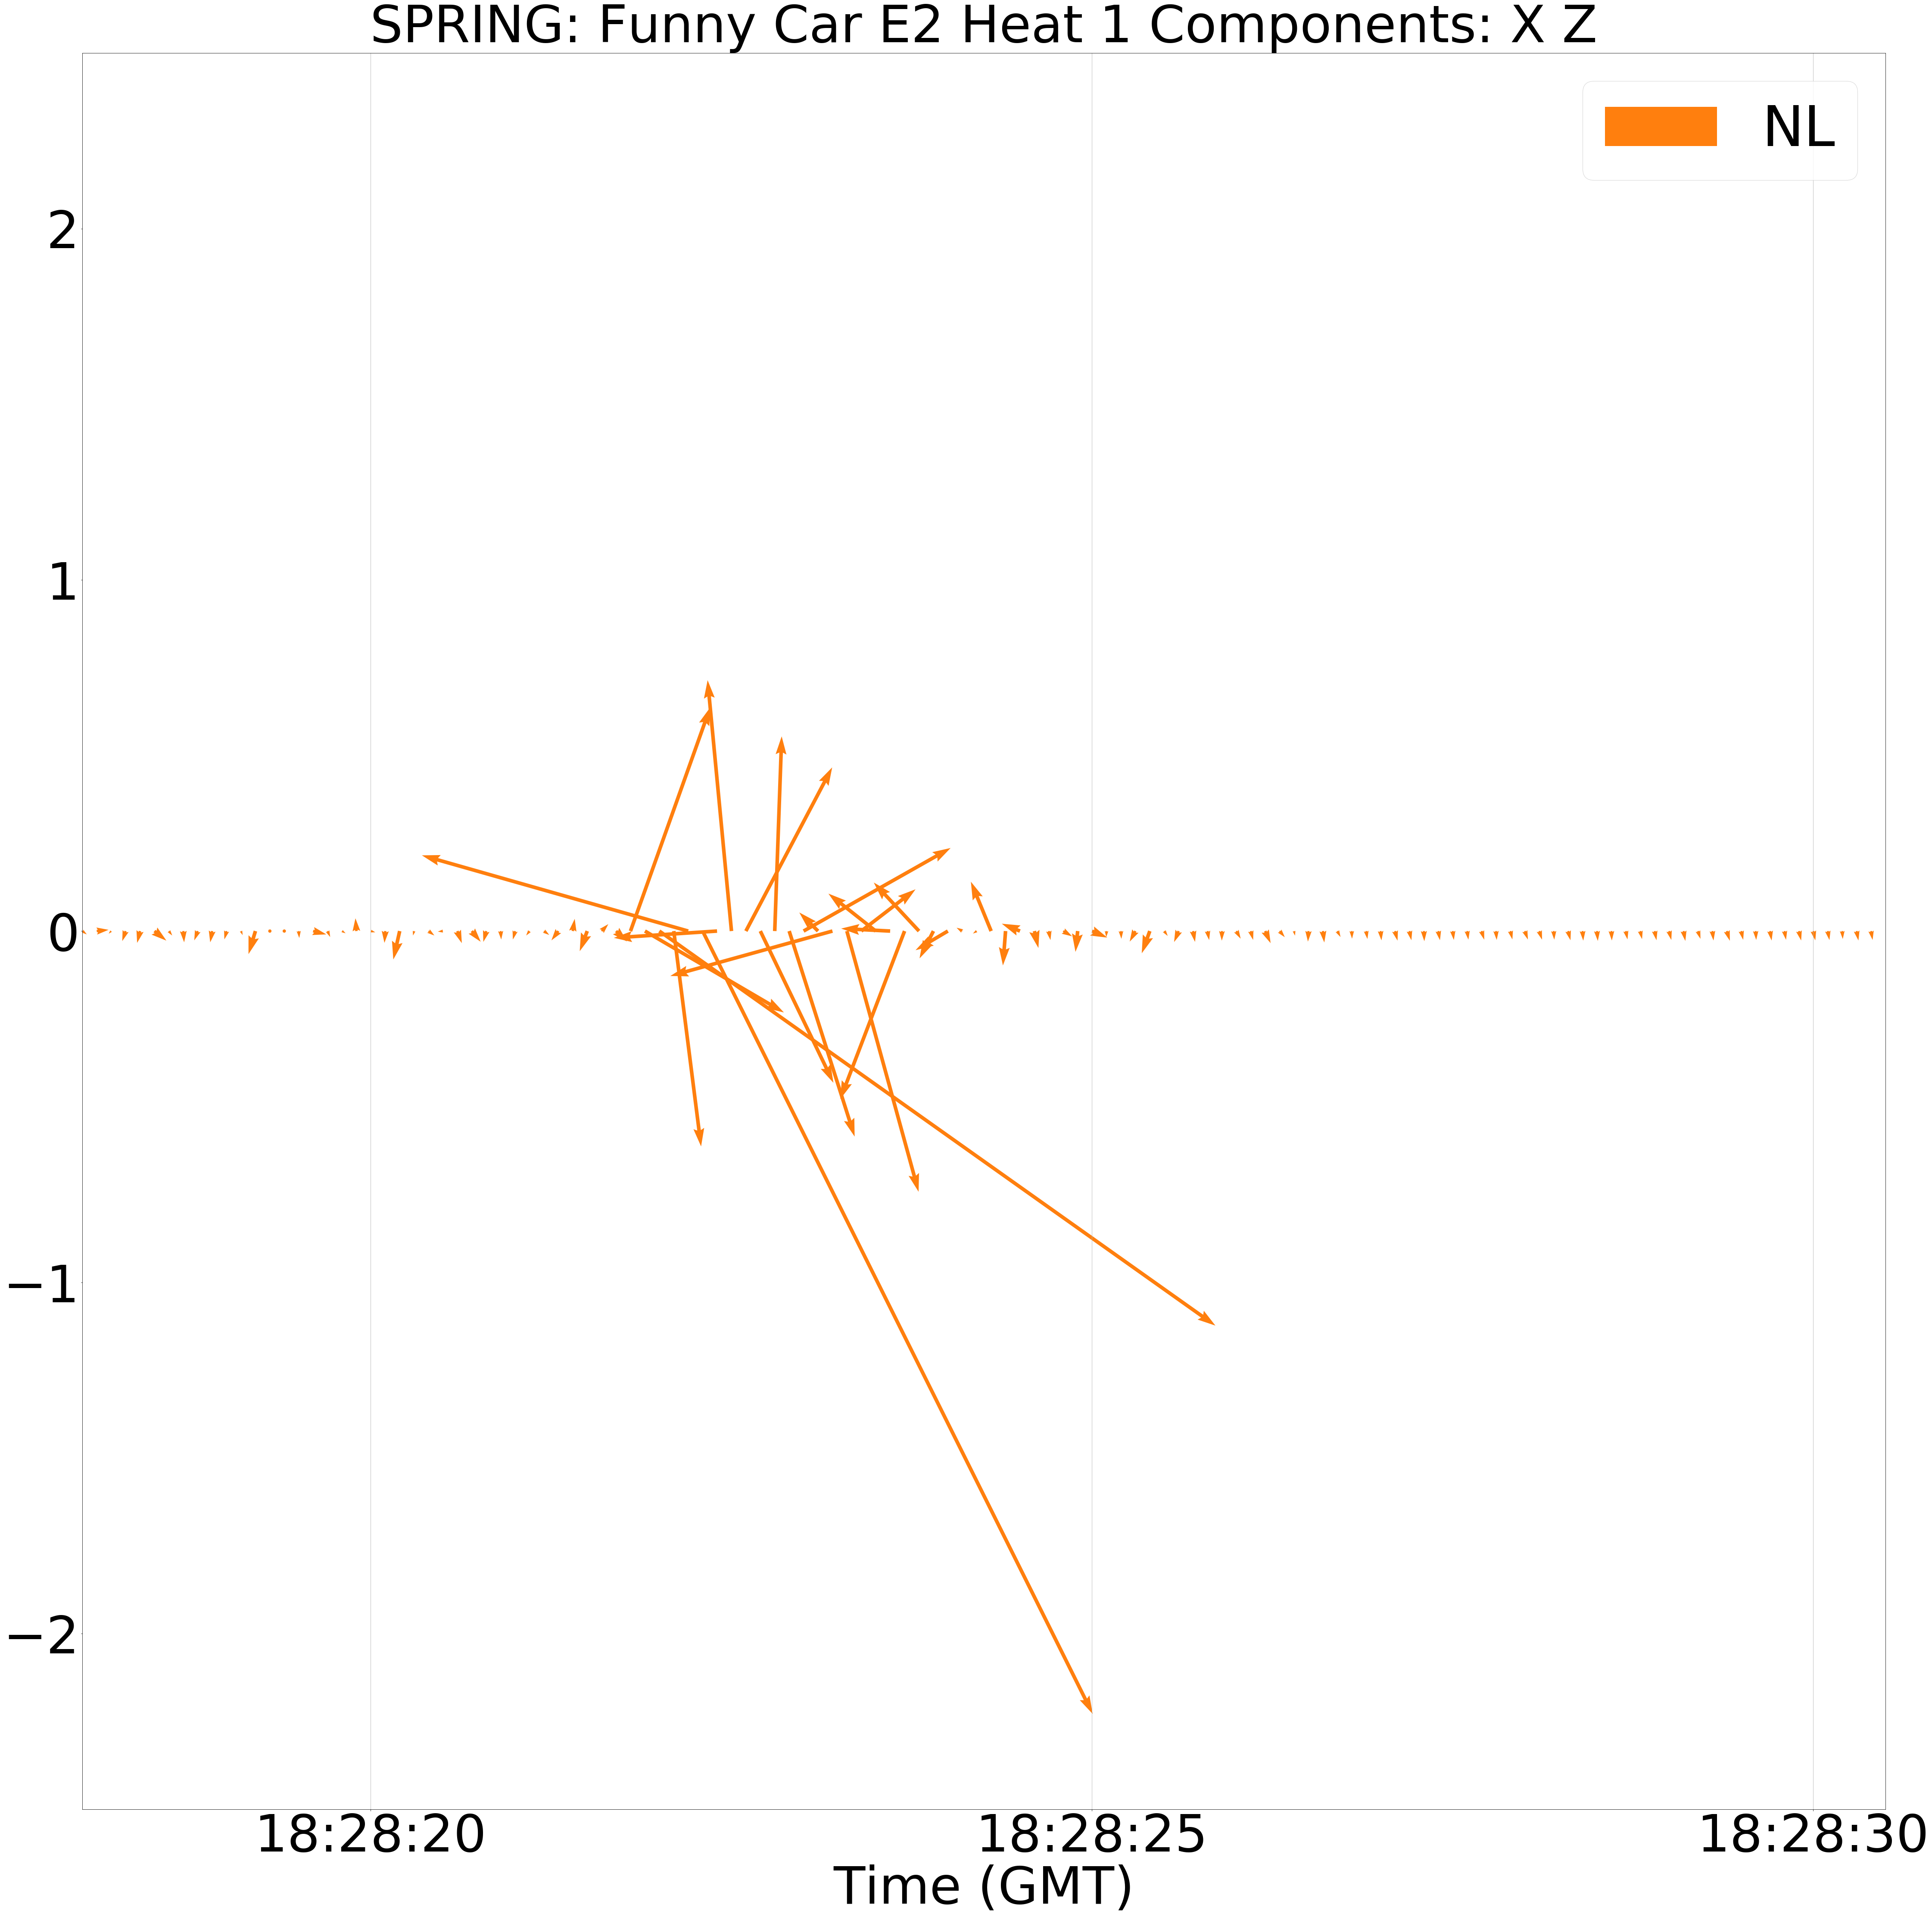 SPRING: Funny Car E2 Heat 1 Components: X Z
NL
2
1
0
−1
−2
18:28:20 18:28:25 18:28:30
Time (GMT)